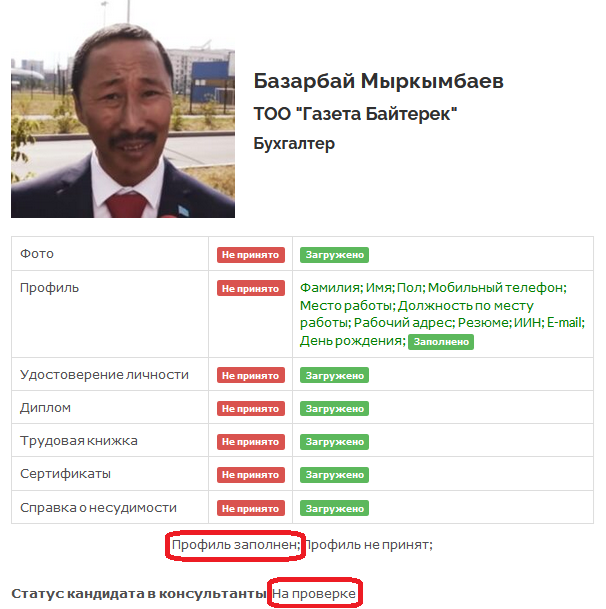 Базарбай Мыркымбаев
ТОО "Газета Байтерек"
Бухгалтер
Фото Не принято Загружено
Профиль Не принято Фамилия; Имя; Пол; Мобильный телефон;
Место работы; Должность по месту
работы; Рабочий адрес; Резюме; ИИН; E-mail;
День рождения; Заполнено
Удостоверение личности Не принято Загружено
Диплом Не принято Загружено
Трудовая книжка Не принято Загружено
Сертификаты Не принято Загружено
Справка о несудимости Не принято Загружено
Профиль заполнен; Профиль не принят;
Статус кандидата в консультанты На проверке